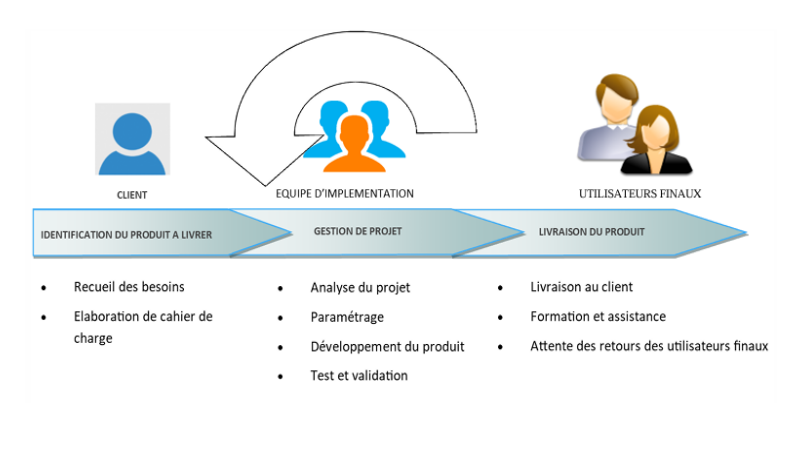 CLIENT
EQUIPE D'IMPLEMENTATION
UTILISATEURS FINAUX
IDENTIFICATION DU PRODUIT A LIVRER
GESTION DE PROJET
LIVRAISON DU PRODUIT
• Recueil des besoins
• Elaboration de cahier de
charge
• Analyse du projet
• Paramétrage
• Développement du produit
• Test et validation
• Livraison au client
• Formation et assistance
• Attente des retours des utilisateurs finaux